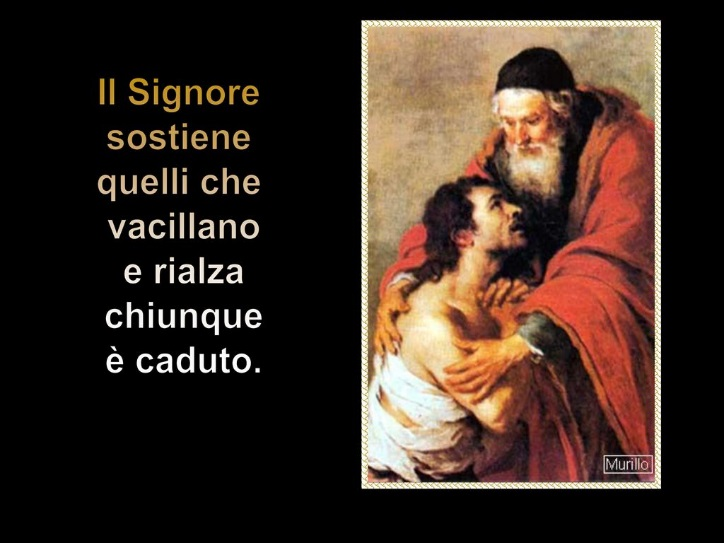 Il Signore
sostiene
quelli che
vacillano
e rialza
chiunque
è caduto.
Murillo